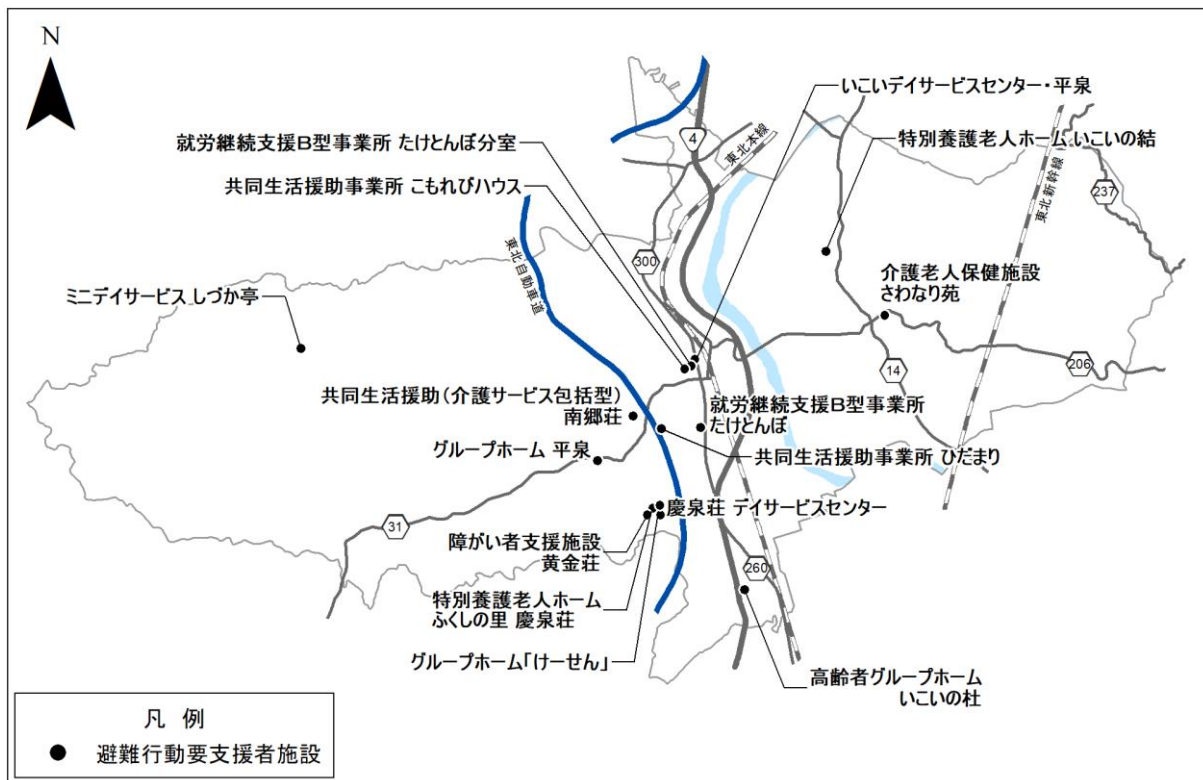 N
いこいデイサービスセンター・平泉
特別養護老人ホーム いこいの結
就労継続支援B型事業所 たけとんぼ分室
共同生活援助事業所 こもれびハウス
4
東北本線
東北新幹線
237
東北自動車道
300
介護老人保健施設
さわなり苑
ミニデイサービス しづか亭
206
14
共同生活援助(介護サービス包括型)
南郷荘
就労継続支援B型事業所
たけとんぼ
グループホーム 平泉
共同生活援助事業所 ひだまり
慶泉荘 デイサービスセンター
31
障がい者支援施設
黄金荘
260
特別養護老人ホーム
ふくしの里 慶泉荘
グループホーム「けーせん」
高齢者グループホーム
いこいの杜
凡 例
避難行動要支援者施設